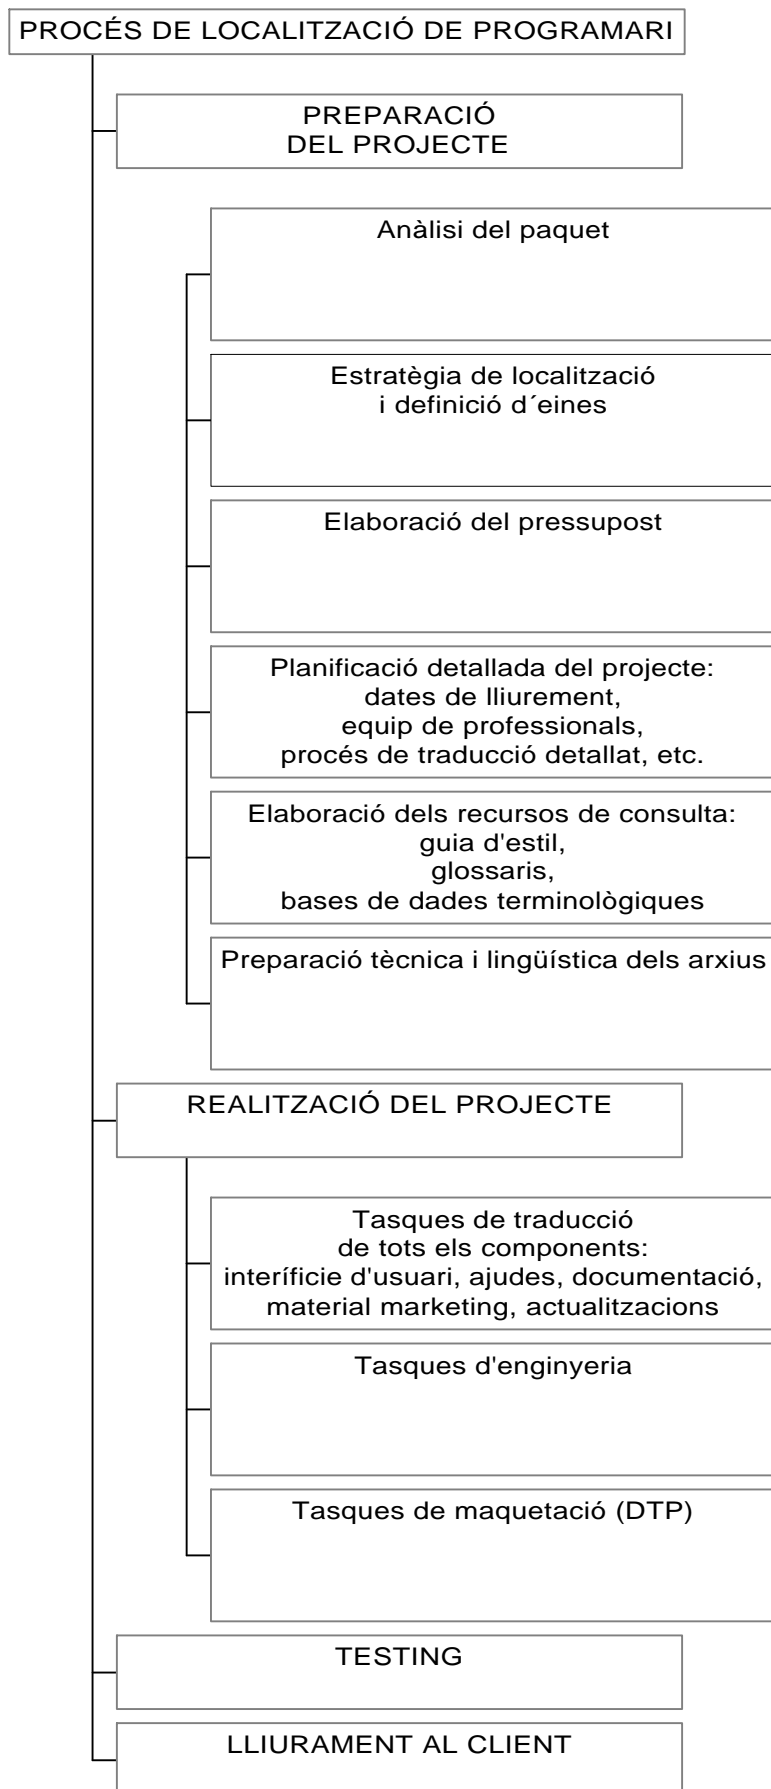 PROCÉS DE LOCALITZACIÓ DE PROGRAMARI
PREPARACIÓ
DEL PROJECTE
Anàlisi del paquet
Estratègia de localització
i definició d´eines
Elaboració del pressupost
Planificació detallada del projecte:
dates de lliurement,
equip de professionals,
procés de traducció detallat, etc.
Elaboració dels recursos de consulta:
guia d'estil,
glossaris,
bases de dades terminològiques
Preparació tècnica i lingüística dels arxius
REALITZACIÓ DEL PROJECTE
Tasques de traducció
de tots els components:
interífície d'usuari, ajudes, documentació,
material marketing, actualitzacions
Tasques d'enginyeria
Tasques de maquetació (DTP)
TESTING
LLIURAMENT AL CLIENT